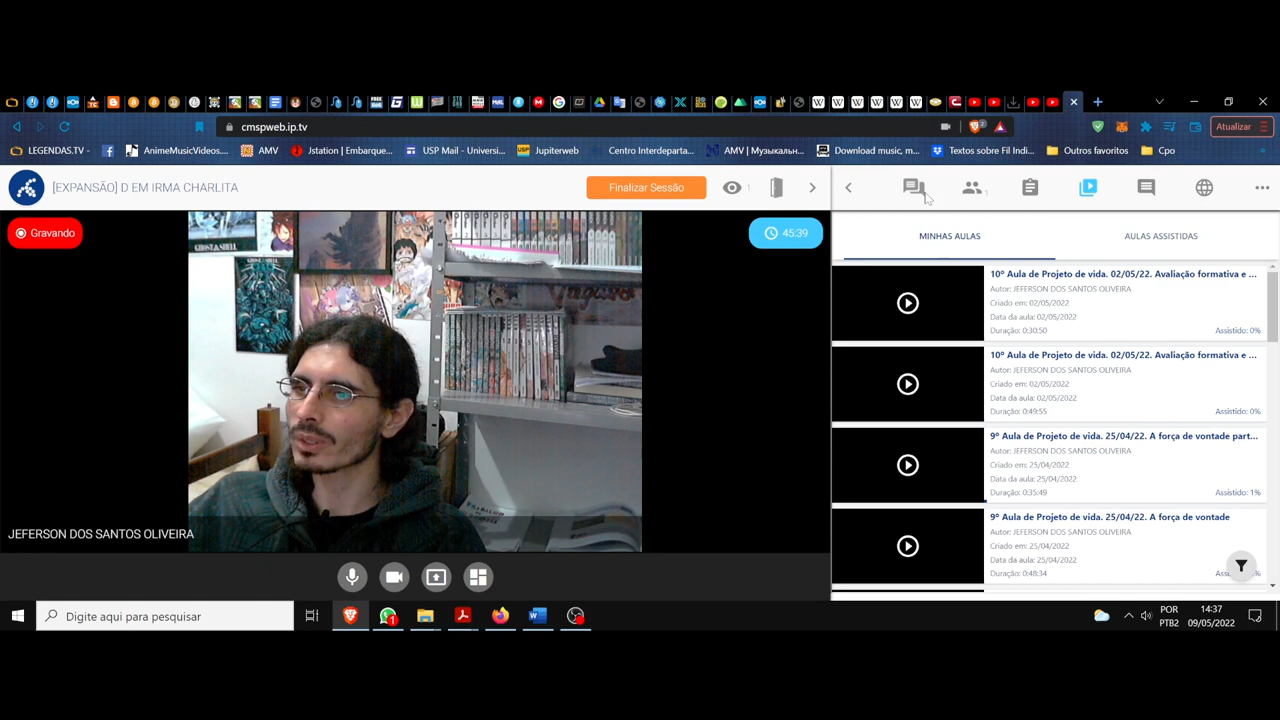 cmspweb.ip.tv
2
Atualizar
LEGENDAS.TV
AnimeMusicVideos...
AMV
Jstation | Embarque...
USP Mail - Universi...
Jupiterweb
Centro Interdeparta...
AMV | Музыкальн...
Download music, m...
Textos sobre Fil Indi...
Outros favoritos
Cpo
[EXPANSÃO] D EM IRMA CHARLITA
Finalizar Sessão
1
1
Gravando
45:39
JEFERSON DOS SANTOS OLIVEIRA
MINHAS AULAS
AULAS ASSISTIDAS
10º Aula de Projeto de vida. 02/05/22. Avaliação formativa e ...
Autor: JEFERSON DOS SANTOS OLIVEIRA
Criado em: 02/05/2022
Data da aula: 02/05/2022
Duração: 0:30:50
Assistido: 0%
10º Aula de Projeto de vida. 02/05/22. Avaliação formativa e ...
Autor: JEFERSON DOS SANTOS OLIVEIRA
Criado em: 02/05/2022
Data da aula: 02/05/2022
Duração: 0:49:55
Assistido: 0%
9º Aula de Projeto de vida. 25/04/22. A força de vontade part...
Autor: JEFERSON DOS SANTOS OLIVEIRA
Criado em: 25/04/2022
Data da aula: 25/04/2022
Duração: 0:35:49
Assistido: 1%
9º Aula de Projeto de vida. 25/04/22. A força de vontade
Autor: JEFERSON DOS SANTOS OLIVEIRA
Criado em: 25/04/2022
Data da aula: 25/04/2022
Duração: 0:48:34
Digite aqui para pesquisar
1
POR
PTB2
14:37
09/05/2022